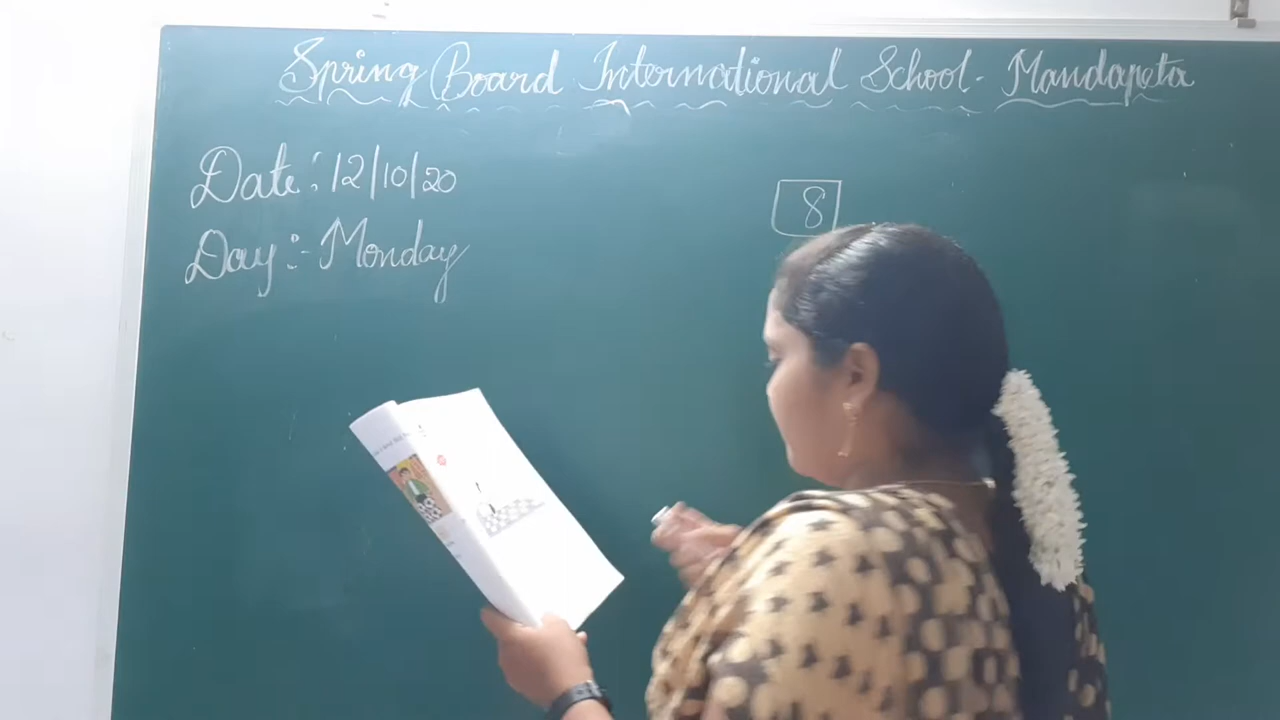 Spring Board International School - Mandapeta
Date :- 12/10/20
Day :- Monday
8